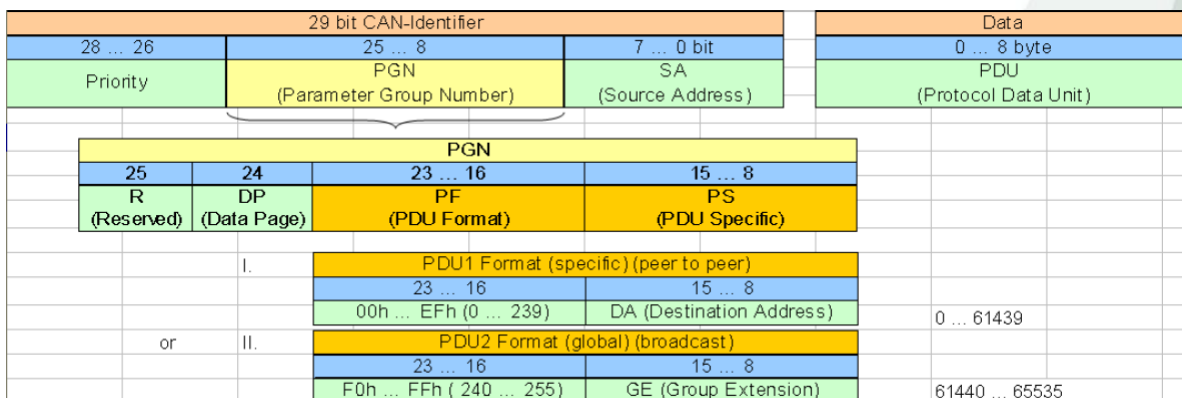 29 bit CAN-Identifier Data
28 ... 26 25 ... 8 7 ... 0 bit 0 ... 8 byte
Priority PGN SA PDU
(Parameter Group Number) (Source Address) (Protocol Data Unit)
PGN
25 24 23 ... 16 15 ... 8
R DP PF PS
(Reserved) (Data Page) (PDU Format) (PDU Specific)
I. PDU1 Format (specific) (peer to peer)
23 ... 16 15 ... 8
00h ... EFh (0 ... 239) DA (Destination Address) 0 ... 61439
or II. PDU2 Format (global) (broadcast)
23 ... 16 15 ... 8
F0h ... FFh ( 240 ... 255) GE (Group Extension) 61440 ... 65535